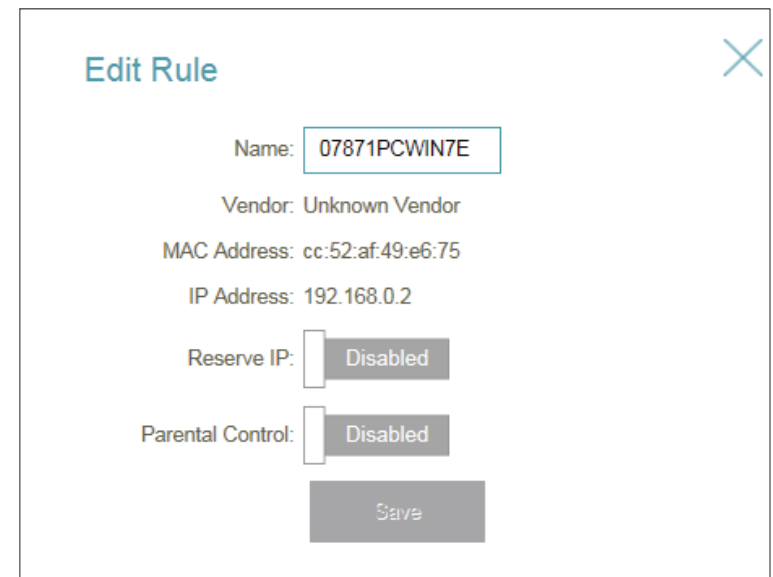 Edit Rule
Name: 07871PCWIN7E
Vendor: Unknown Vendor
MAC Address: cc:52:af:49:e6:75
IP Address: 192.168.0.2
Reserve IP: Disabled
Parental Control: Disabled
Save